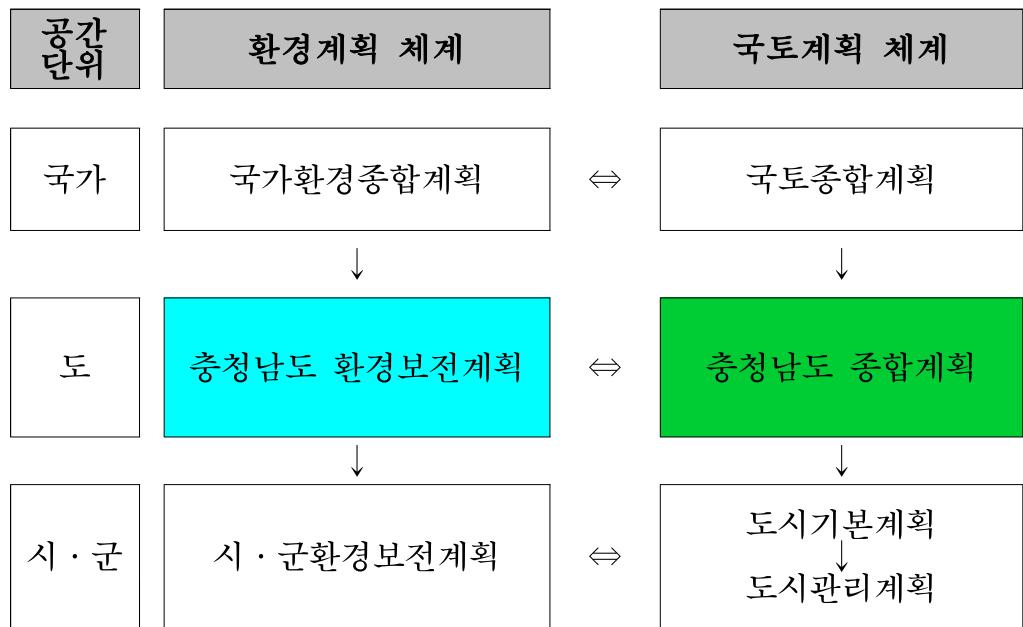 공간
단위
환경계획 체계
국토계획 체계
국가
국가환경종합계획
⇔
국토종합계획
↓
↓
도
충청남도 환경보전계획
⇔
충청남도 종합계획
↓
↓
시 · 군
시 · 군환경보전계획
⇔
도시기본계획
↓
도시관리계획